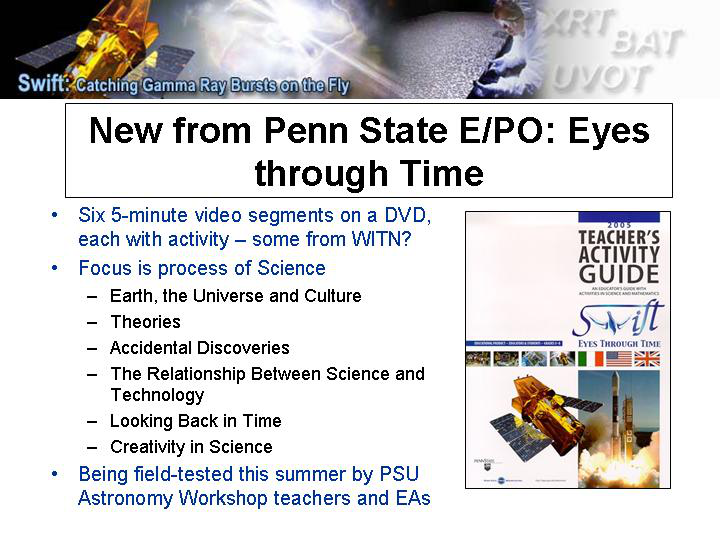 XRT
BAT
UVOT
Swift: Catching Gamma Ray Bursts on the Fly
New from Penn State E/PO: Eyes
through Time
• Six 5-minute video segments on a DVD,
each with activity – some from WITN?
• Focus is process of Science
– Earth, the Universe and Culture
– Theories
– Accidental Discoveries
– The Relationship Between Science and
Technology
– Looking Back in Time
– Creativity in Science
• Being field-tested this summer by PSU
Astronomy Workshop teachers and EAs
2005
TEACHER'S
ACTIVITY
GUIDE
AN EDUCATOR'S GUIDE WITH
ACTIVITIES IN SCIENCE AND MATHEMATICS
Swift
EYES THROUGH TIME
PENNSTATE